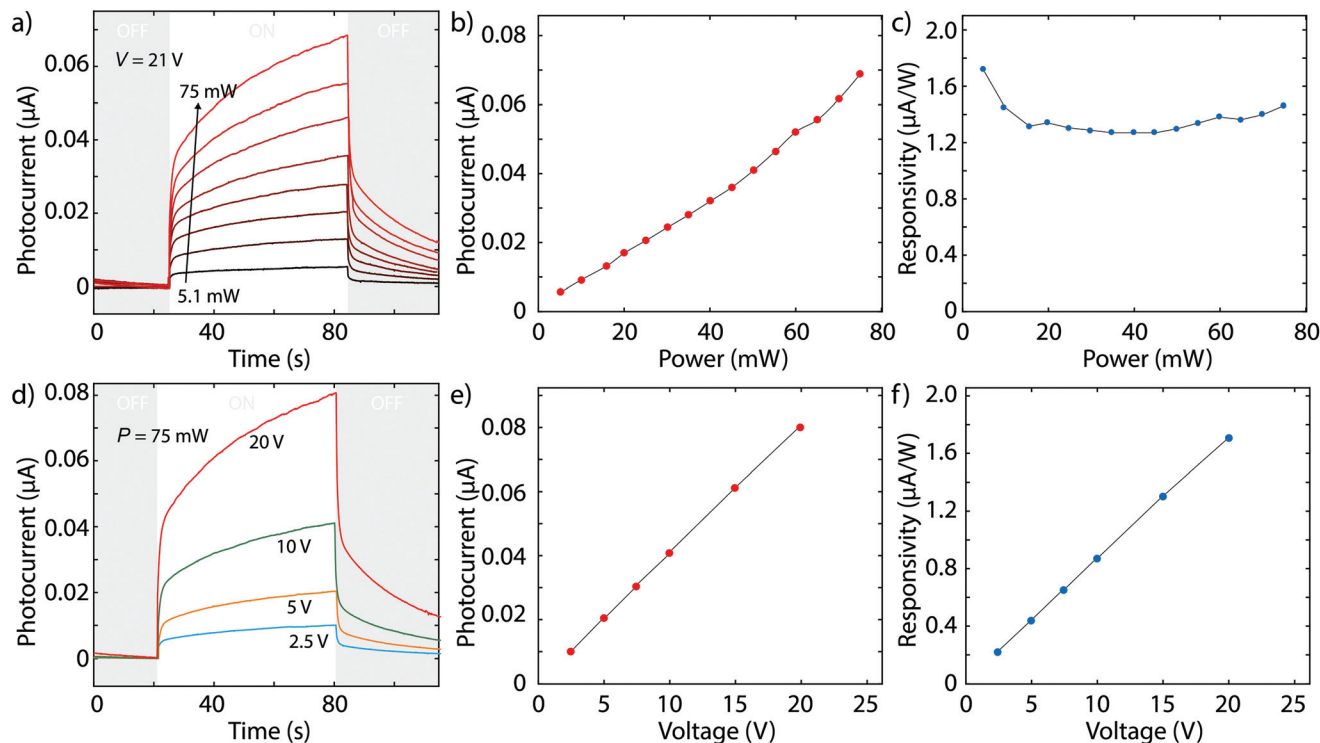 a)
OFF ON OFF
V = 21 V
75 mW
5.1 mW
0.06
0.04
0.02
0
Photocurrent (µA)
0 40 80
Time (s)
b)
0.08
0.06
0.04
0.02
0
Photocurrent (µA)
0 20 40 60 80
Power (mW)
c)
2.0
1.6
1.2
0.8
0.4
0
Responsivity (µA/W)
0 20 40 60 80
Power (mW)
d)
OFF ON OFF
P = 75 mW
20 V
10 V
5 V
2.5 V
0.08
0.06
0.04
0.02
0
Photocurrent (µA)
0 40 80
Time (s)
e)
0.08
0.06
0.04
0.02
0
Photocurrent (µA)
0 5 10 15 20 25
Voltage (V)
f)
2.0
1.6
1.2
0.8
0.4
0
Responsivity (µA/W)
0 5 10 15 20 25
Voltage (V)